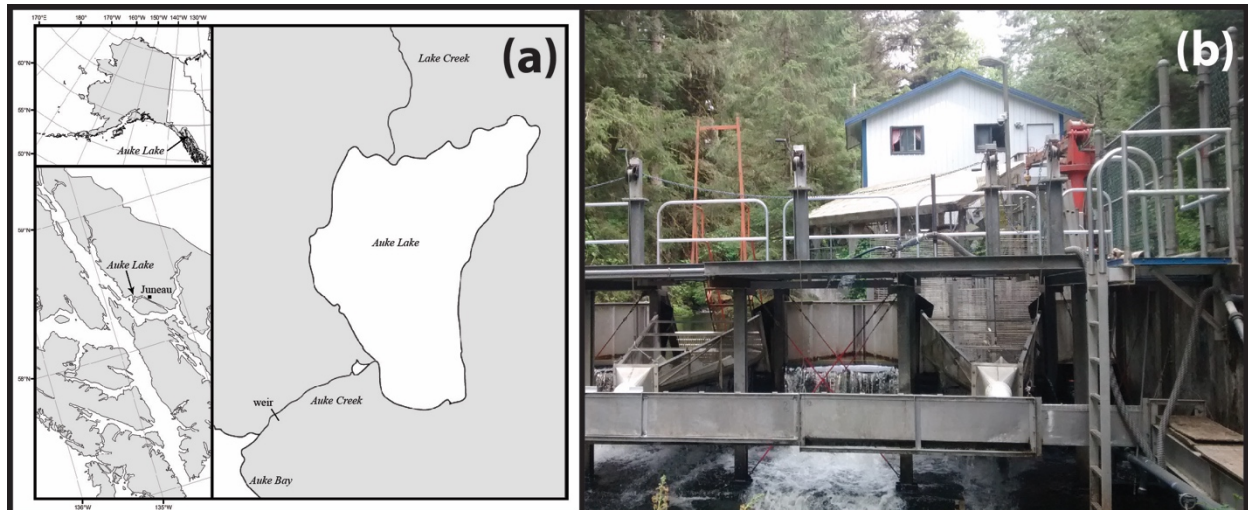 170°E 180° 170°W 160°W 150°W 140°W 130°W
60°N
55°N
50°N
Auke Lake
59°N
Auke Lake
Juneau
58°N
136°W 135°W
(a)
Lake Creek
Auke Lake
Auke Creek
weir
Auke Bay
(b)